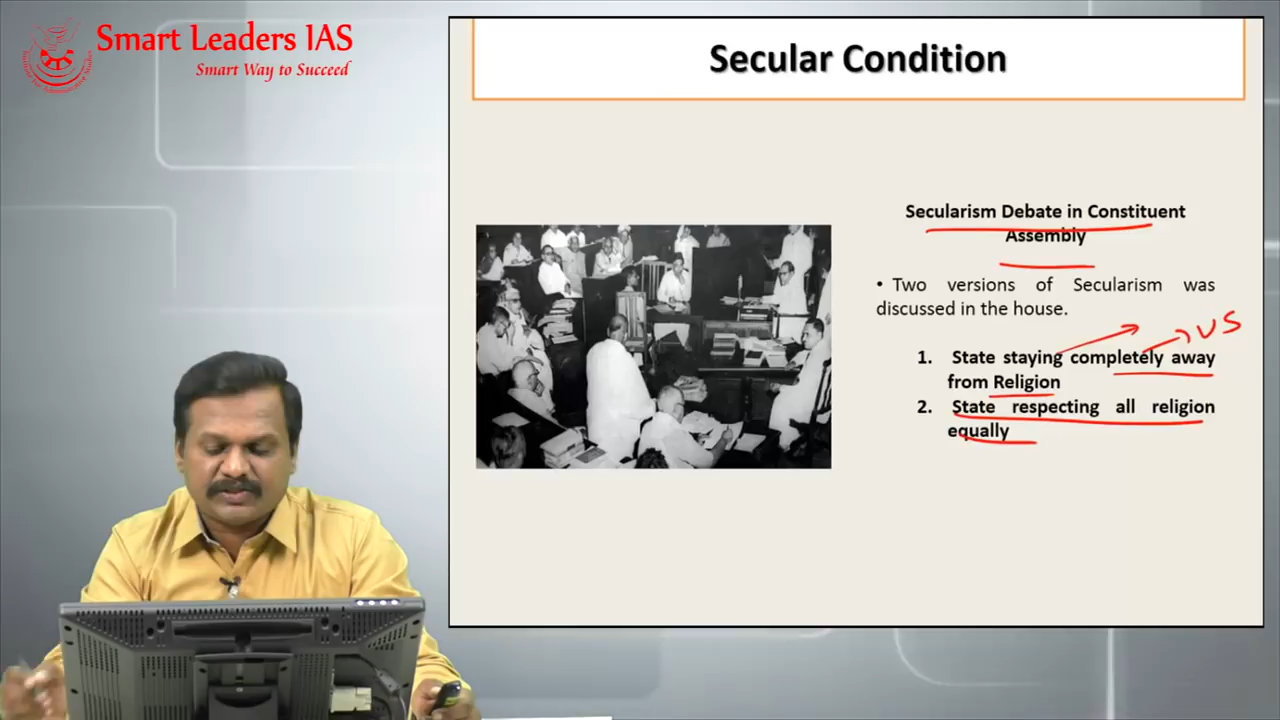 Smart Leaders IAS
Smart Way to Succeed
Secular Condition
Secularism Debate in Constituent
Assembly
• Two versions of Secularism was
discussed in the house.
US
1. State staying completely away
from Religion
2. State respecting all religion
equally